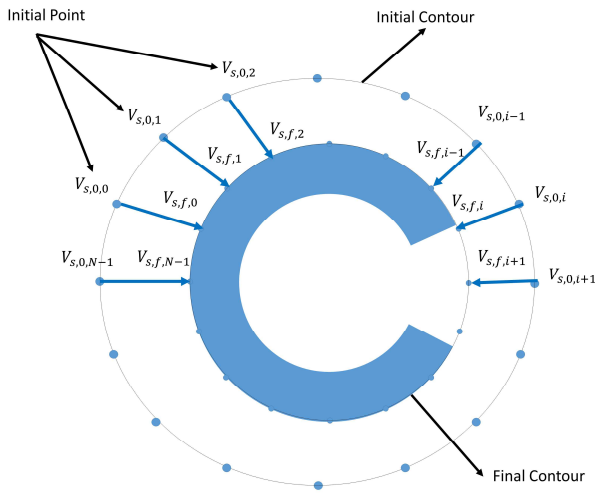 Initial Point
Initial Contour
V_{s,0,2}
V_{s,0,1}
V_{s,0,i−1}
V_{s,f,2}
V_{s,f,1}
V_{s,f,i−1}
V_{s,0,0}
V_{s,f,0}
V_{s,f,i}
V_{s,0,i}
V_{s,0,N−1}
V_{s,f,N−1}
V_{s,f,i+1}
V_{s,0,i+1}
Final Contour